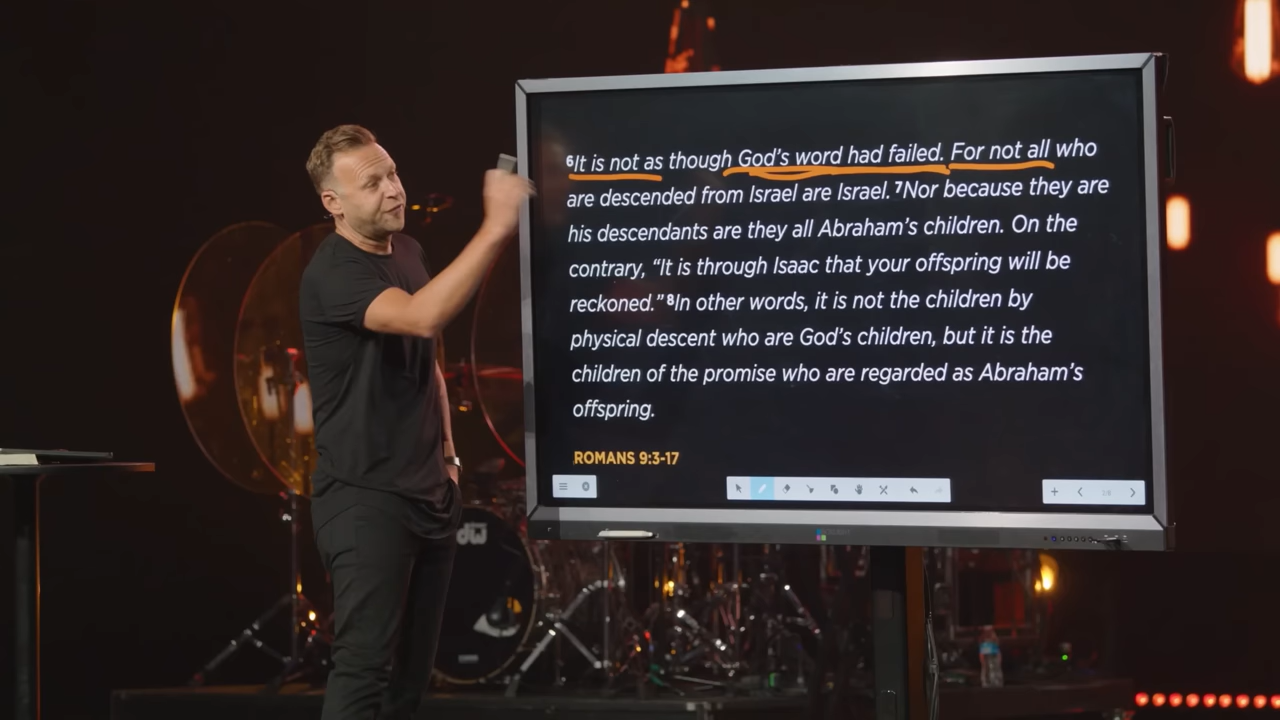 ⁶It is not as though God's word had failed. For not all who
are descended from Israel are Israel. ⁷Nor because they are
his descendants are they all Abraham's children. On the
contrary, “It is through Isaac that your offspring will be
reckoned.” ⁸In other words, it is not the children by
physical descent who are God's children, but it is the
children of the promise who are regarded as Abraham's
offspring.
ROMANS 9:3-17
dw